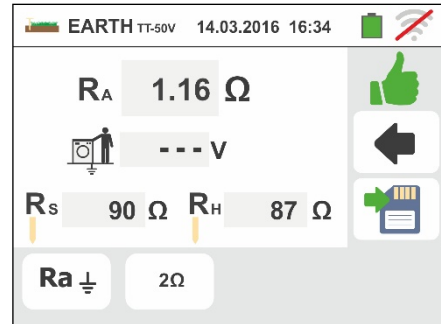 EARTH TT-50V 14.03.2016 16:34
RA 1.16 Ω
--- V
RS 90 Ω RH 87 Ω
Ra 2Ω